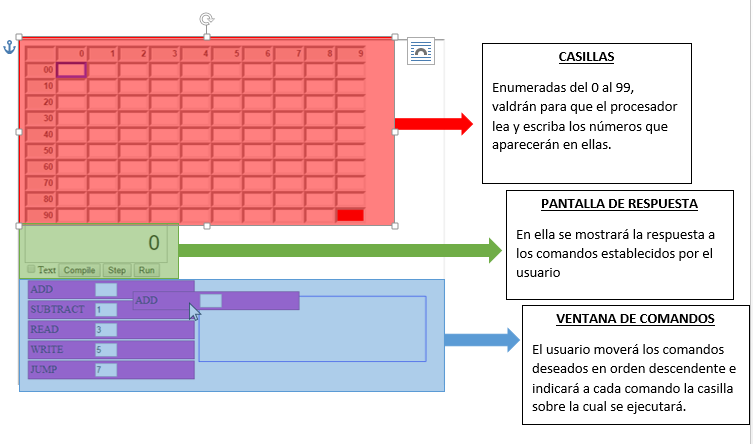 0 1 2 3 4 5 6 7 8 9
00
10
20
30
40
50
60
70
80
90
CASILLAS
Enumeradas del 0 al 99,
valdrán para que el procesador
lea y escriba los números que
aparecerán en ellas.
0
Text Compile Step Run
PANTALLA DE RESPUESTA
En ella se mostrará la respuesta a
los comandos establecidos por el
usuario
ADD
ADD
SUBTRACT 1
READ 3
WRITE 5
JUMP 7
VENTANA DE COMANDOS
El usuario moverá los comandos
deseados en orden descendente e
indicará a cada comando la casilla
sobre la cual se ejecutará.